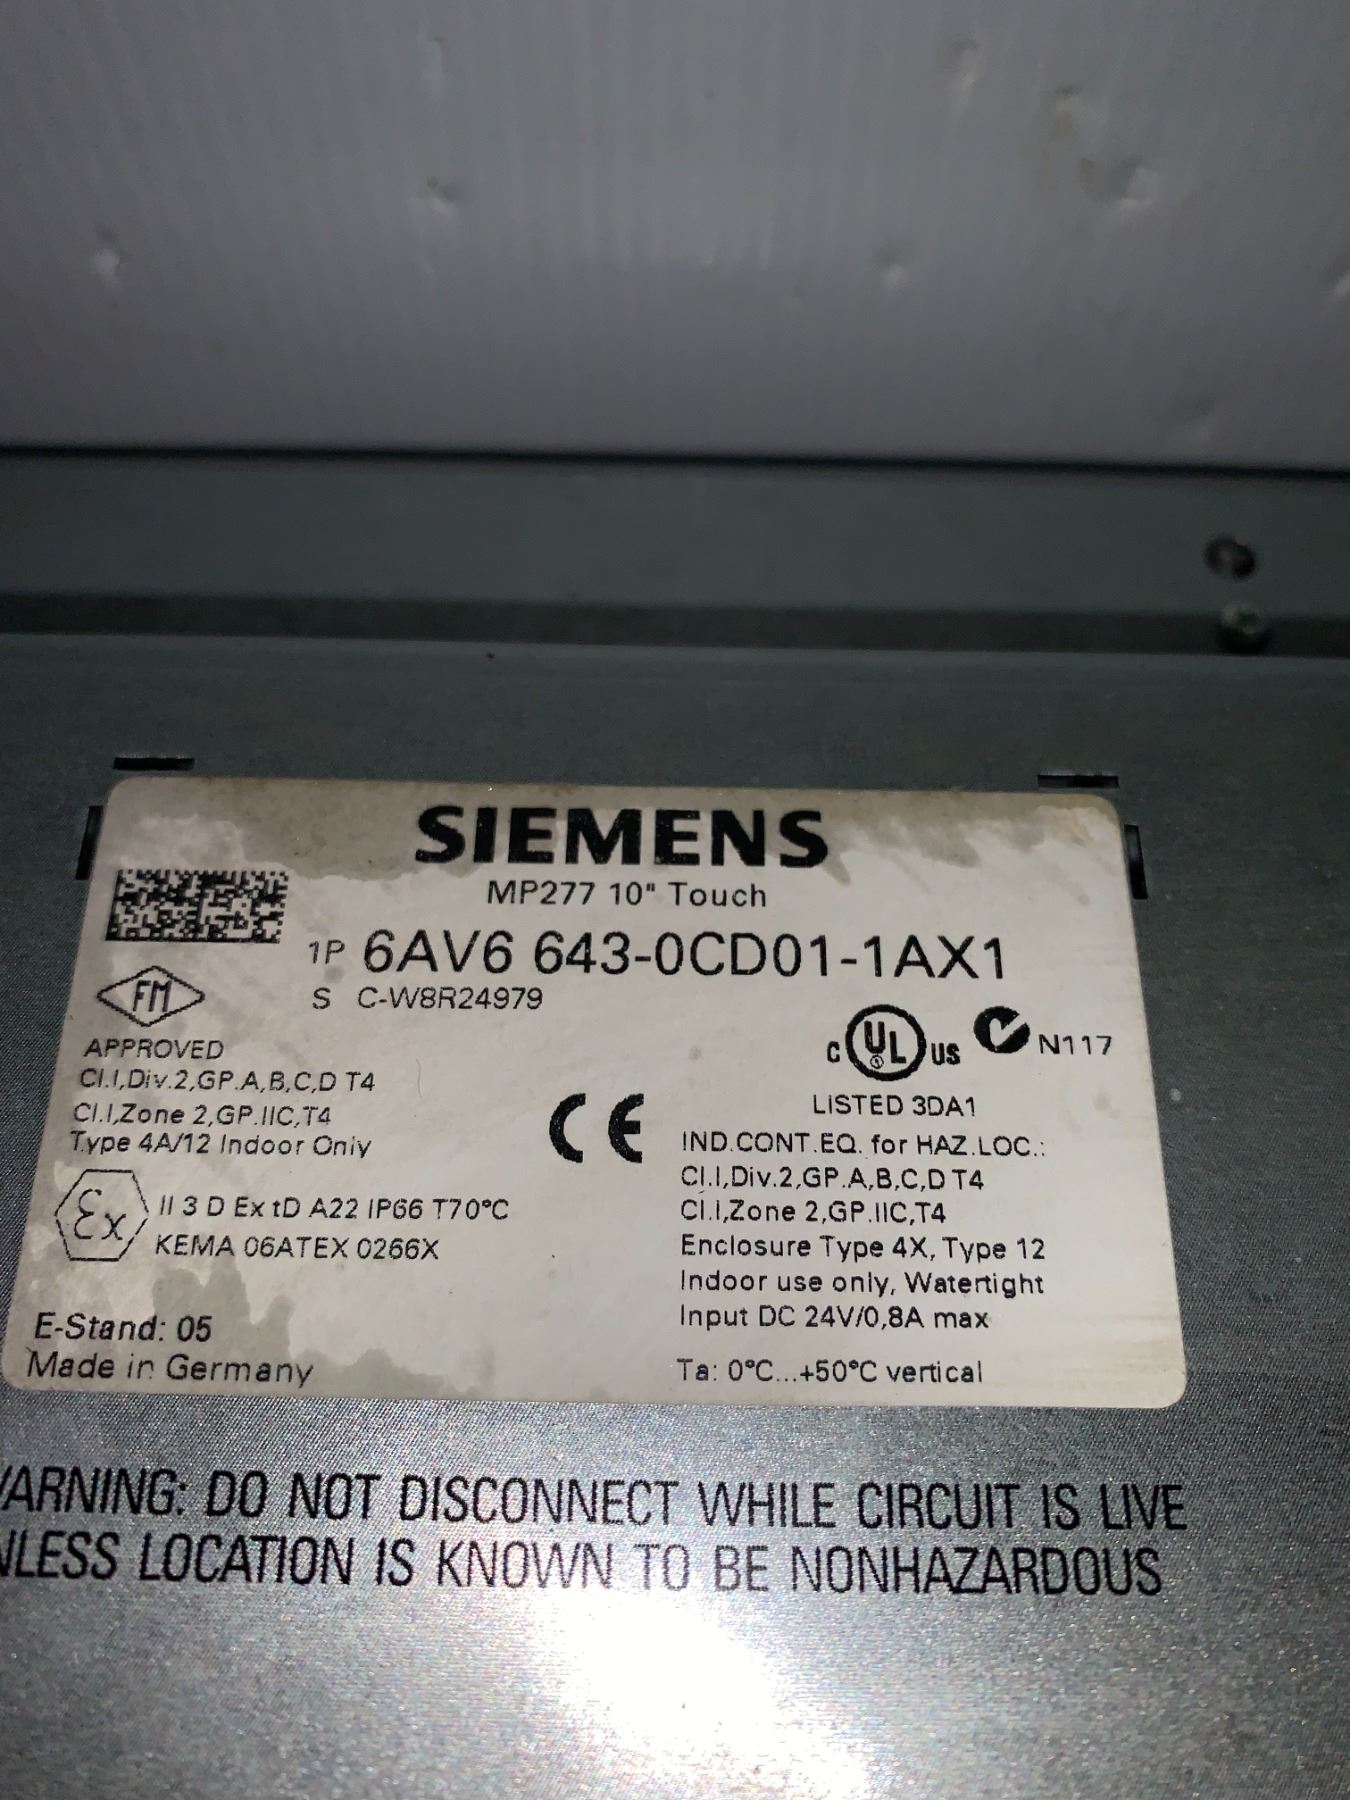 SIEMENS
MP277 10" Touch
1P 6AV6 643-0CD01-1AX1
S C-W8R24979
FM
APPROVED
Cl.I,Div.2,GP.A,B,C,D T4
Cl.I,Zone 2,GP.IIC,T4
Type 4A/12 Indoor Only
CE
Ex
II 3 D Ex tD A22 IP66 T70°C
KEMA 06ATEX 0266X
E-Stand: 05
Made in Germany
C UL US N117
LISTED 3DA1
IND.CONT.EQ. for HAZ.LOC.:
Cl.I,Div.2,GP.A,B,C,D T4
Cl.I,Zone 2,GP.IIC,T4
Enclosure Type 4X, Type 12
Indoor use only, Watertight
Input DC 24V/0,8A max
Ta: 0°C...+50°C vertical
ARNING: DO NOT DISCONNECT WHILE CIRCUIT IS LIVE
LESS LOCATION IS KNOWN TO BE NONHAZARDOUS